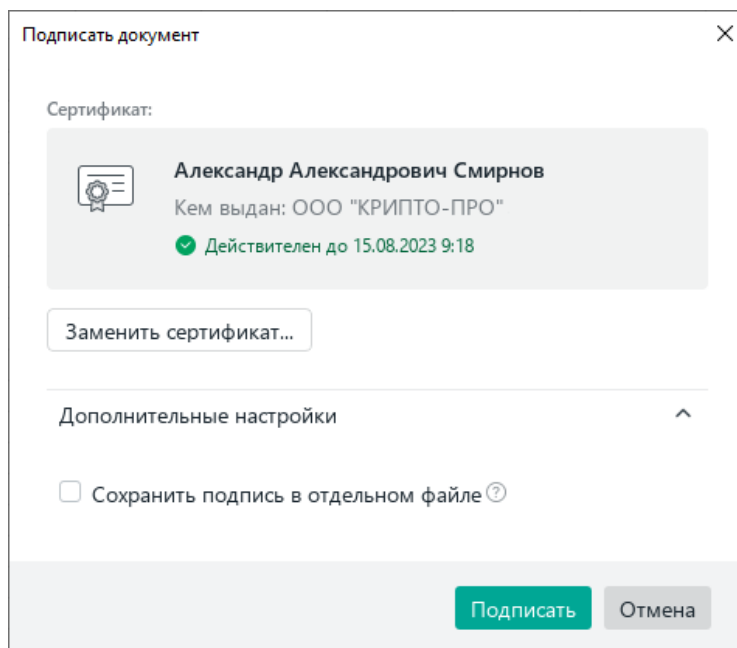 Подписать документ
Сертификат:
Александр Александрович Смирнов
Кем выдан: ООО "КРИПТО-ПРО"
Действителен до 15.08.2023 9:18
Заменить сертификат...
Дополнительные настройки
Сохранить подпись в отдельном файле ?
Подписать Отмена